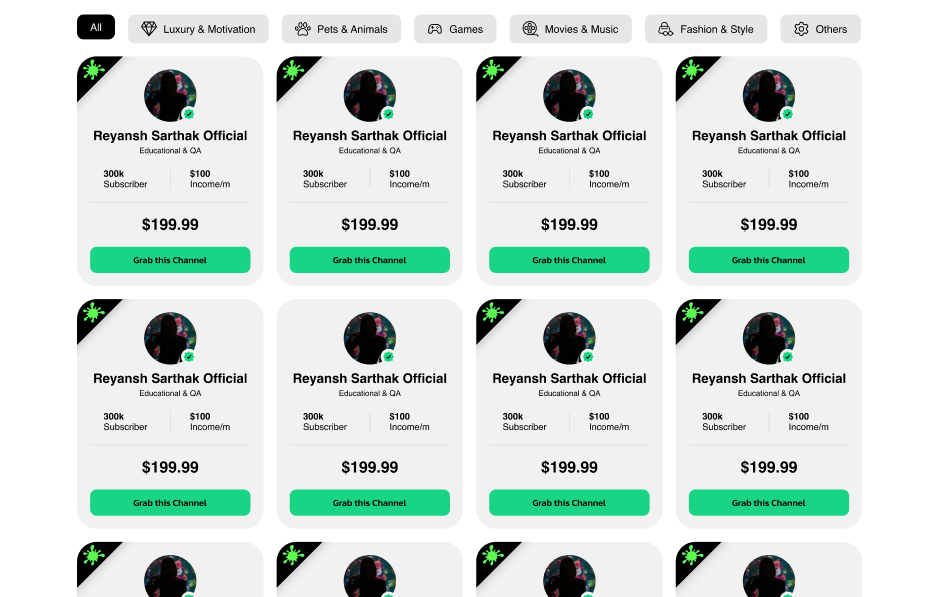 All Luxury & Motivation Pets & Animals Games Movies & Music Fashion & Style Others
Reyansh Sarthak Official Reyansh Sarthak Official Reyansh Sarthak Official Reyansh Sarthak Official
Educational & QA Educational & QA Educational & QA Educational & QA
300k $100 300k $100 300k $100 300k $100
Subscriber Income/m Subscriber Income/m Subscriber Income/m Subscriber Income/m
$199.99 $199.99 $199.99 $199.99
Grab this Channel Grab this Channel Grab this Channel Grab this Channel
Reyansh Sarthak Official Reyansh Sarthak Official Reyansh Sarthak Official Reyansh Sarthak Official
Educational & QA Educational & QA Educational & QA Educational & QA
300k $100 300k $100 300k $100 300k $100
Subscriber Income/m Subscriber Income/m Subscriber Income/m Subscriber Income/m
$199.99 $199.99 $199.99 $199.99
Grab this Channel Grab this Channel Grab this Channel Grab this Channel